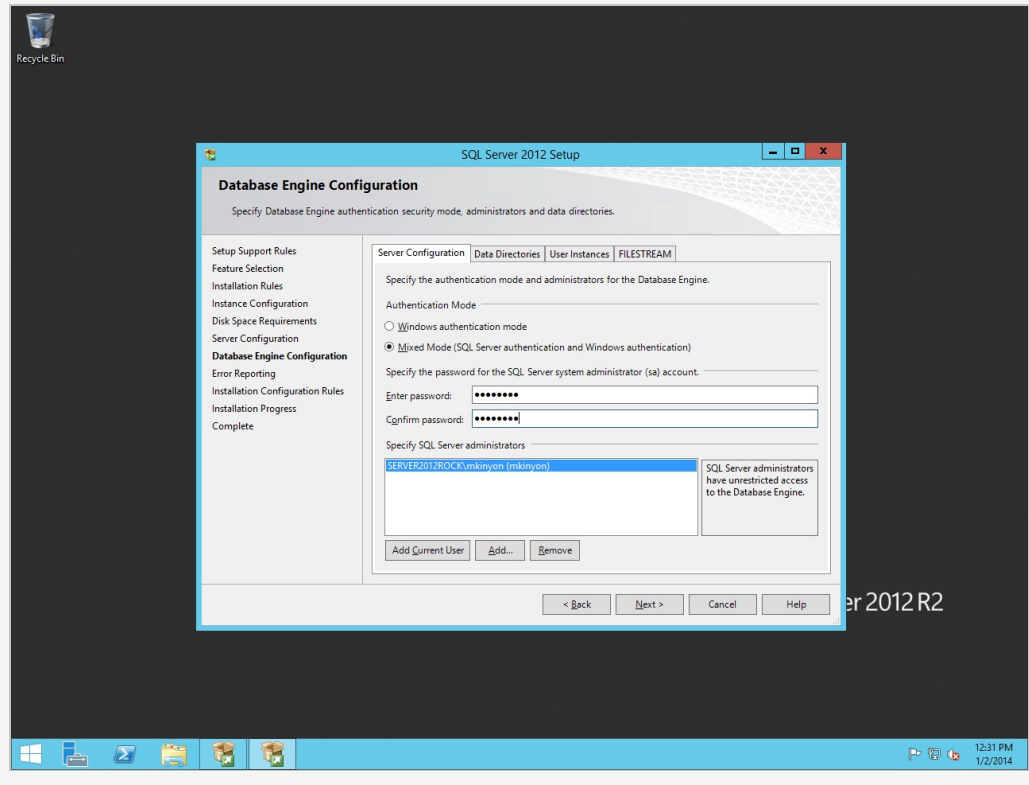 Recycle Bin
SQL Server 2012 Setup
Database Engine Configuration
Specify Database Engine authentication security mode, administrators and data directories.
Setup Support Rules
Feature Selection
Installation Rules
Instance Configuration
Disk Space Requirements
Server Configuration
Database Engine Configuration
Error Reporting
Installation Configuration Rules
Installation Progress
Complete
Server Configuration Data Directories User Instances FILESTREAM
Specify the authentication mode and administrators for the Database Engine.
Authentication Mode
Windows authentication mode
Mixed Mode (SQL Server authentication and Windows authentication)
Specify the password for the SQL Server system administrator (sa) account.
Enter password: ●●●●●●●●
Confirm password: ●●●●●●●●
Specify SQL Server administrators
SERVER2012ROCK\mkinyon (mkinyon)
SQL Server administrators
have unrestricted access
to the Database Engine.
Add Current User Add... Remove
< Back Next > Cancel Help
er 2012 R2
12:31 PM
1/2/2014